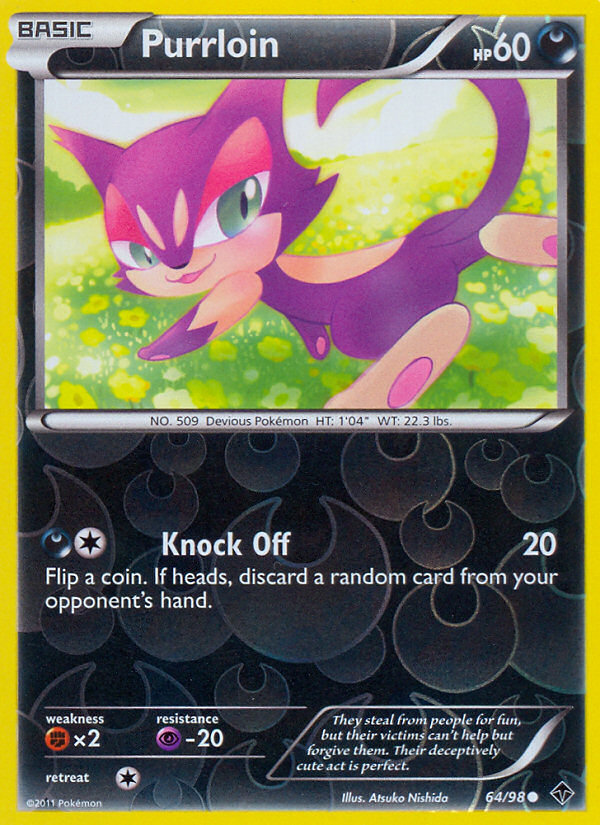 BASIC
Purrloin
HP60
NO. 509 Devious Pokémon HT: 1'04" WT: 22.3 lbs.
Knock Off 20
Flip a coin. If heads, discard a random card from your
opponent's hand.
weakness resistance
×2 -20
retreat
They steal from people for fun,
but their victims can't help but
forgive them. Their deceptively
cute act is perfect.
Illus. Atsuko Nishida 64/98
©2011 Pokémon